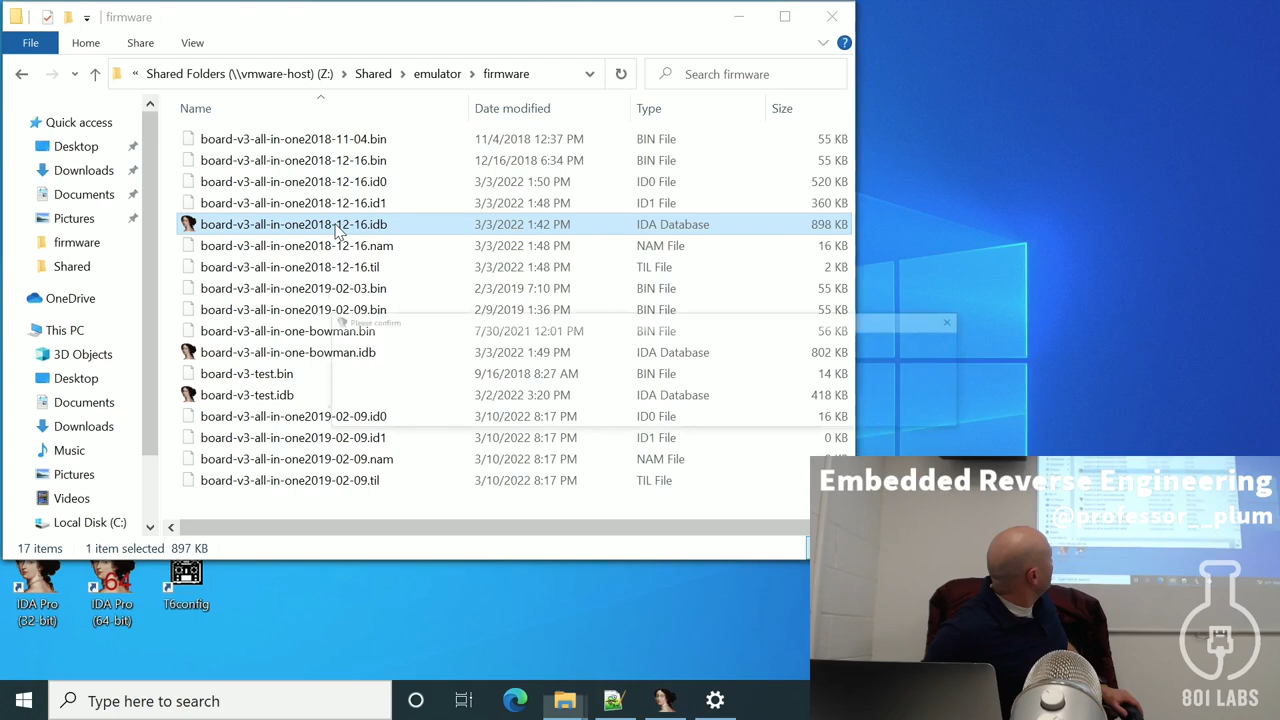 firmware
File
Home
Share
View
« Shared Folders (\\vmware-host) (Z:) > Shared > emulator > firmware
Search firmware
Name
Date modified
Type
Size
Quick access
Desktop
Downloads
Documents
Pictures
firmware
Shared
OneDrive
This PC
3D Objects
Desktop
Documents
Downloads
Music
Pictures
Videos
Local Disk (C:)
board-v3-all-in-one2018-11-04.bin 11/4/2018 12:37 PM BIN File 55 KB
board-v3-all-in-one2018-12-16.bin 12/16/2018 6:34 PM BIN File 55 KB
board-v3-all-in-one2018-12-16.id0 3/3/2022 1:50 PM ID0 File 520 KB
board-v3-all-in-one2018-12-16.id1 3/3/2022 1:48 PM ID1 File 360 KB
board-v3-all-in-one2018-12-16.idb 3/3/2022 1:42 PM IDA Database 898 KB
board-v3-all-in-one2018-12-16.nam 3/3/2022 1:48 PM NAM File 16 KB
board-v3-all-in-one2018-12-16.til 3/3/2022 1:48 PM TIL File 2 KB
board-v3-all-in-one2019-02-03.bin 2/3/2019 7:10 PM BIN File 55 KB
board-v3-all-in-one2019-02-09.bin 2/9/2019 1:36 PM BIN File 55 KB
Please confirm
board-v3-all-in-one-bowman.bin 7/30/2021 12:01 PM BIN File 56 KB
board-v3-all-in-one-bowman.idb 3/3/2022 1:49 PM IDA Database 802 KB
board-v3-test.bin 9/16/2018 8:27 AM BIN File 14 KB
board-v3-test.idb 3/2/2022 3:20 PM IDA Database 418 KB
board-v3-all-in-one2019-02-09.id0 3/10/2022 8:17 PM ID0 File 16 KB
board-v3-all-in-one2019-02-09.id1 3/10/2022 8:17 PM ID1 File 0 KB
board-v3-all-in-one2019-02-09.nam 3/10/2022 8:17 PM NAM File 0 KB
board-v3-all-in-one2019-02-09.til 3/10/2022 8:17 PM TIL File 0 KB
17 items
1 item selected 897 KB
IDA Pro
(32-bit)
64
IDA Pro
(64-bit)
T6config
Embedded Reverse Engineering
@professor__plum
801 LABS
Type here to search